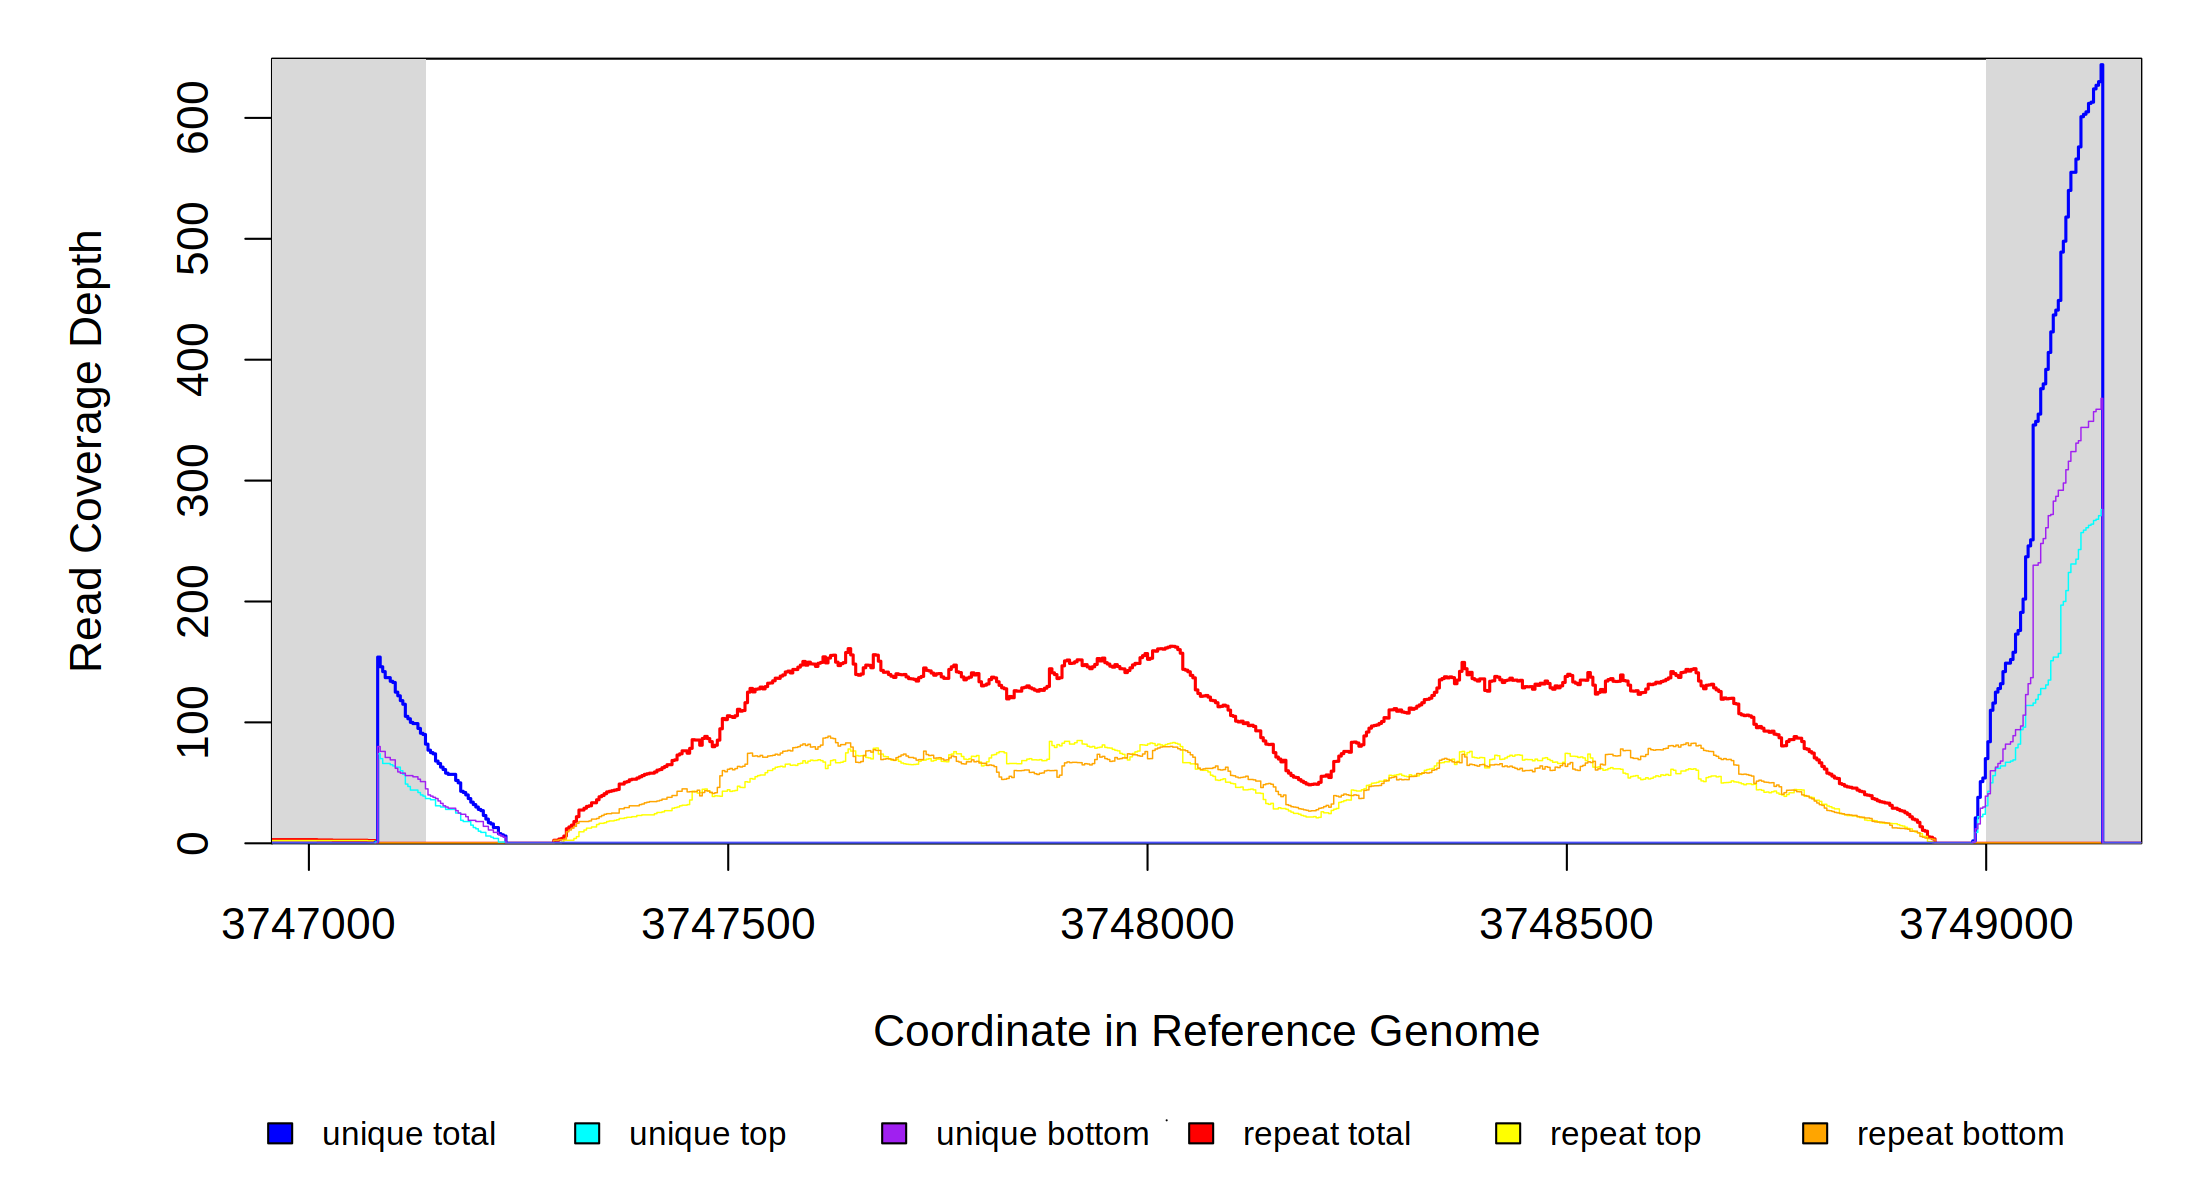 Read Coverage Depth
600
500
400
300
200
100
0
3747000 3747500 3748000 3748500 3749000
Coordinate in Reference Genome
unique total unique top unique bottom repeat total repeat top repeat bottom